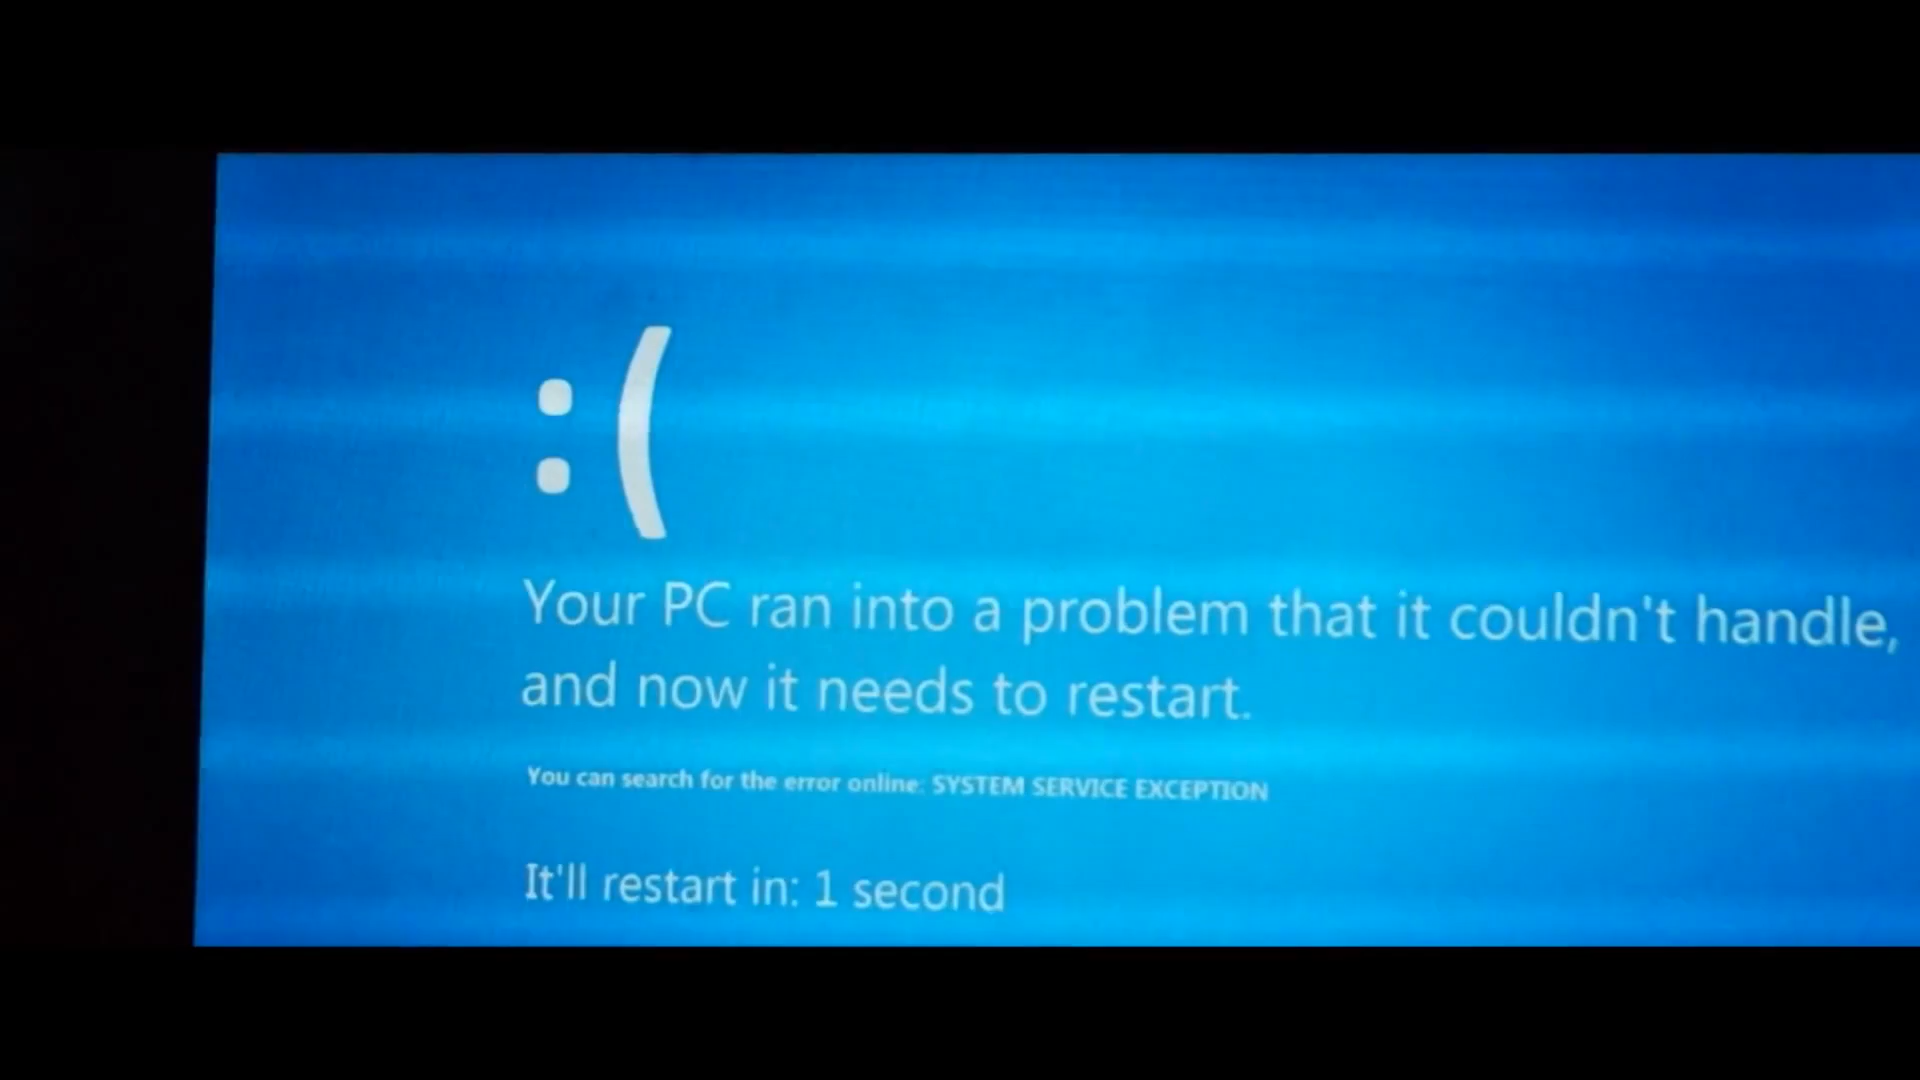 :(
Your PC ran into a problem that it couldn't handle,
and now it needs to restart.
You can search for the error online: SYSTEM SERVICE EXCEPTION
It'll restart in: 1 second